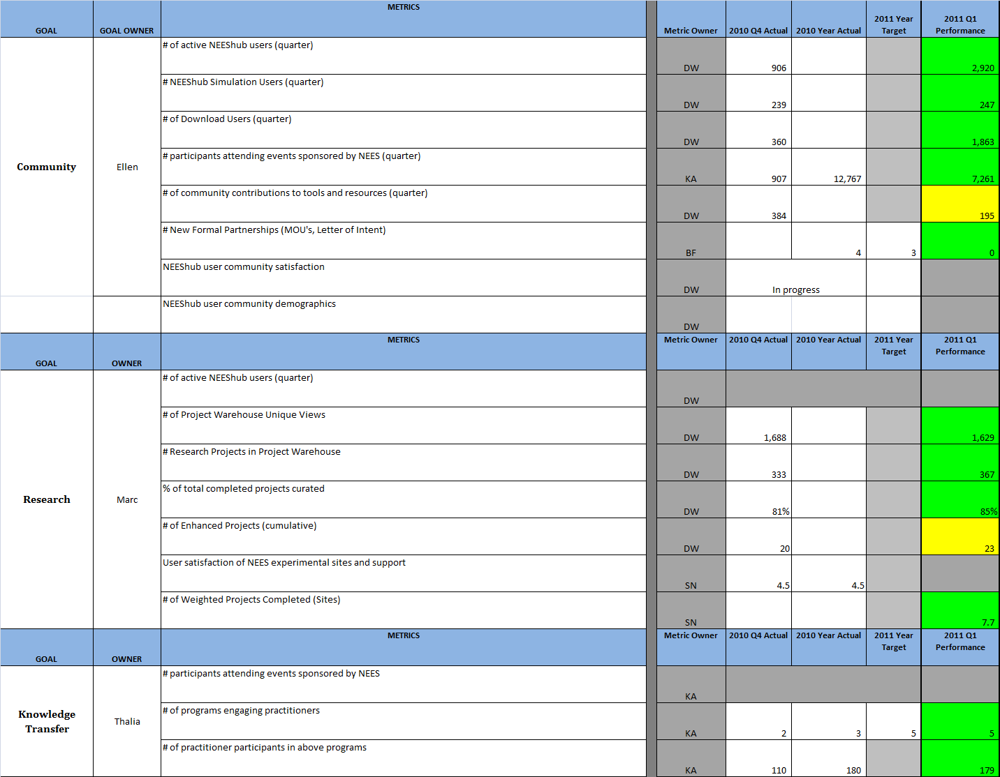 GOAL GOAL OWNER METRICS Metric Owner 2010 Q4 Actual 2010 Year Actual 2011 Year Target 2011 Q1 Performance
Community Ellen
# of active NEEShub users (quarter) DW 906 2,920
# NEEShub Simulation Users (quarter) DW 239 247
# of Download Users (quarter) DW 360 1,863
# participants attending events sponsored by NEES (quarter) KA 907 12,767 7,261
# of community contributions to tools and resources (quarter) DW 384 195
# New Formal Partnerships (MOU's, Letter of Intent) BF 4 3 0
NEEShub user community satisfaction DW In progress
NEEShub user community demographics DW
GOAL OWNER METRICS Metric Owner 2010 Q4 Actual 2010 Year Actual 2011 Year Target 2011 Q1 Performance
Research Marc
# of active NEEShub users (quarter) DW
# of Project Warehouse Unique Views DW 1,688 1,629
# Research Projects in Project Warehouse DW 333 367
% of total completed projects curated DW 81% 85%
# of Enhanced Projects (cumulative) DW 20 23
User satisfaction of NEES experimental sites and support SN 4.5 4.5
# of Weighted Projects Completed (Sites) SN 7.7
GOAL OWNER METRICS Metric Owner 2010 Q4 Actual 2010 Year Actual 2011 Year Target 2011 Q1 Performance
Knowledge Transfer Thalia
# participants attending events sponsored by NEES KA
# of programs engaging practitioners KA 2 3 5 5
# of practitioner participants in above programs KA 110 180 179